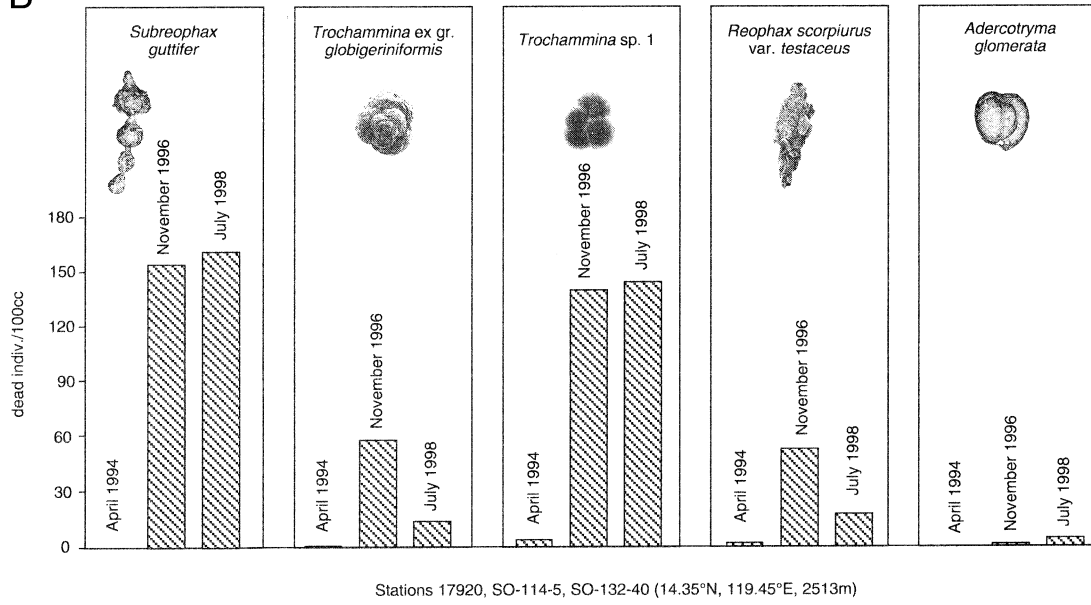 B
Subreophax
guttifer
Trochammina ex gr.
globigeriniformis
Trochammina sp. 1
Reophax scorpiurus
var. testaceus
Adercotryma
glomerata
dead indiv./100cc
180
150
120
90
60
30
0
April 1994
November 1996
July 1998
April 1994
November 1996
July 1998
April 1994
November 1996
July 1998
April 1994
November 1996
July 1998
April 1994
November 1996
July 1998
Stations 17920, SO-114-5, SO-132-40 (14.35°N, 119.45°E, 2513m)